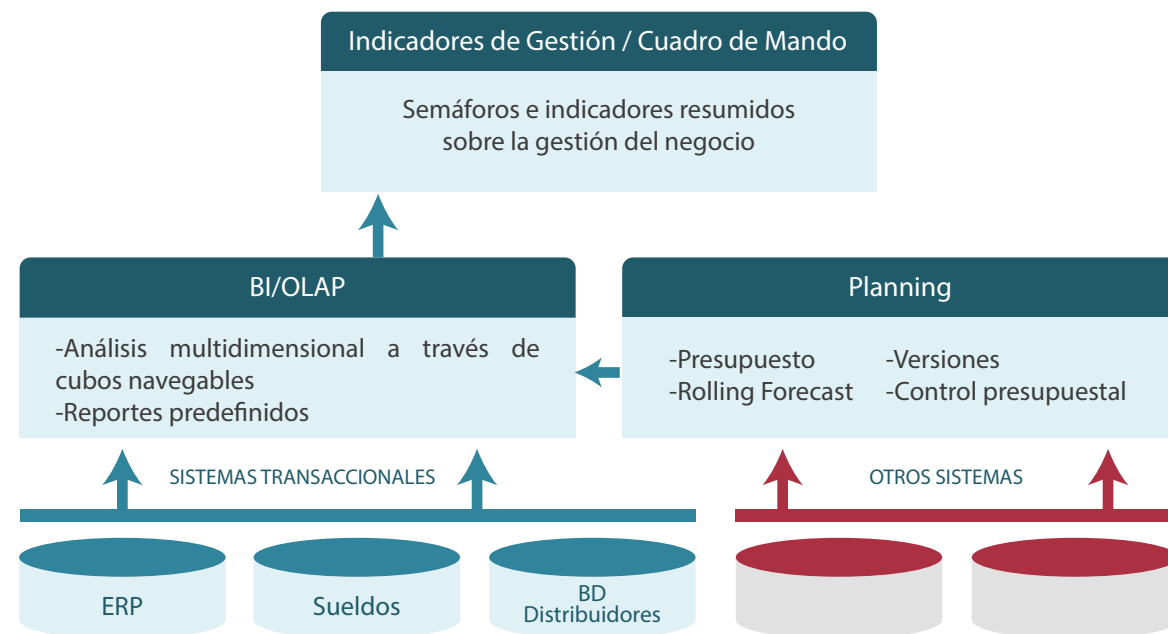 Indicadores de Gestión / Cuadro de Mando
Semáforos e indicadores resumidos
sobre la gestión del negocio
BI/OLAP
-Análisis multidimensional a través de
cubos navegables
-Reportes predefinidos
Planning
-Presupuesto -Versiones
-Rolling Forecast -Control presupuestal
SISTEMAS TRANSACCIONALES
OTROS SISTEMAS
ERP
Sueldos
BD
Distribuidores